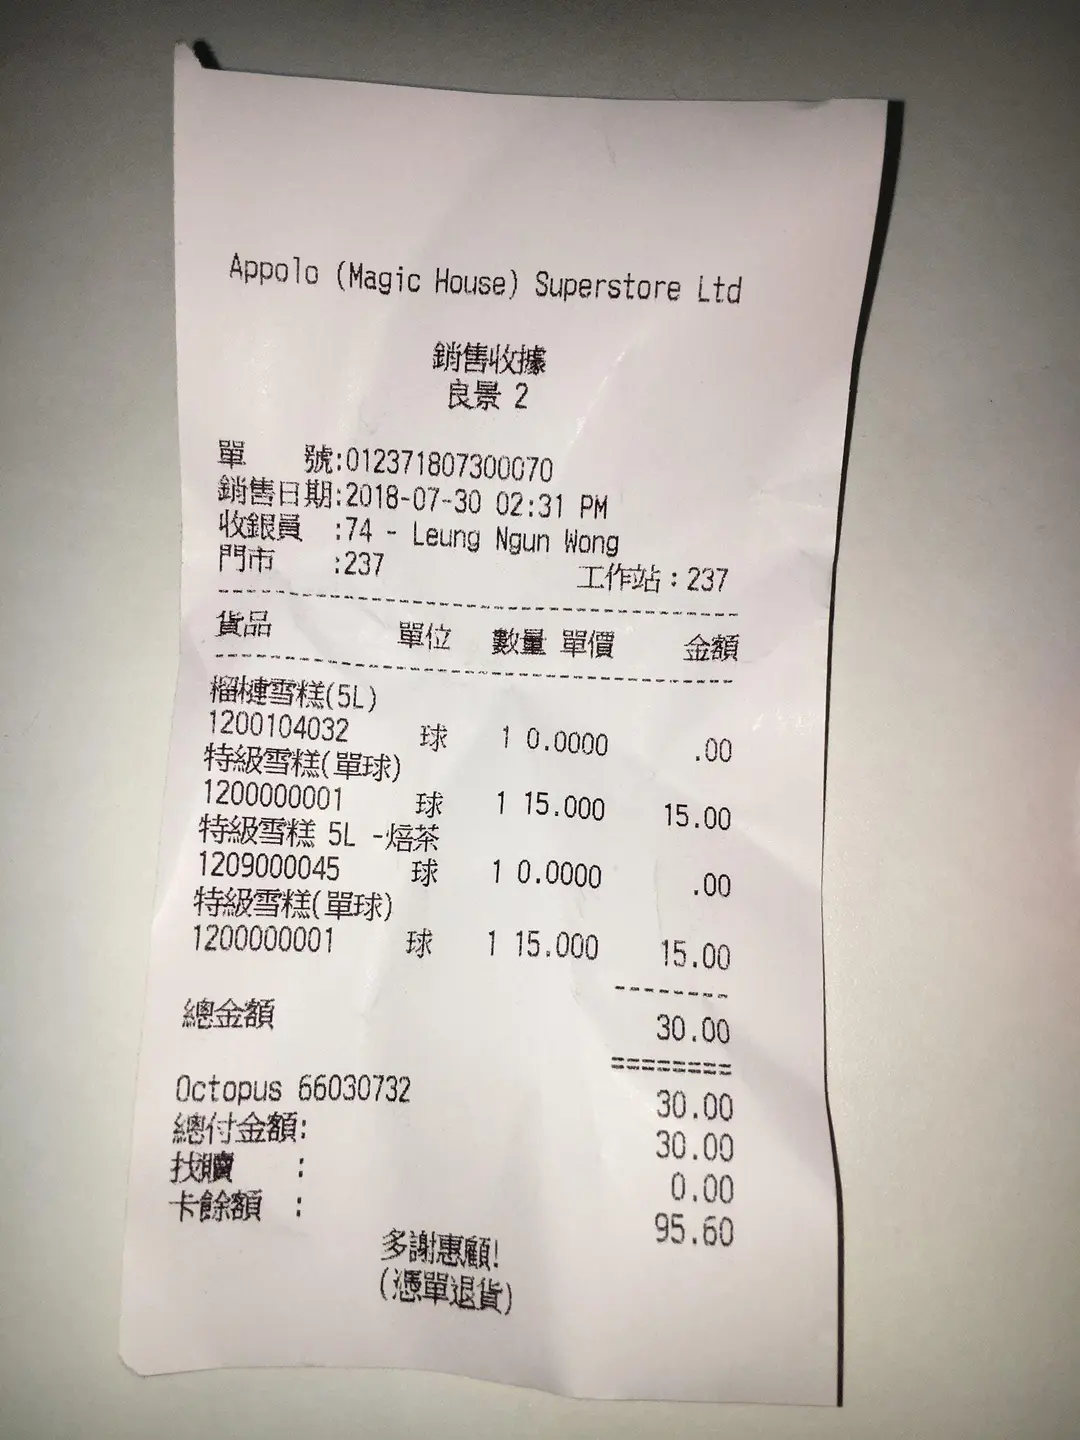 Appolo (Magic House) Superstore Ltd
銷售收據
良景 2
單 號:012371807300070
銷售日期:2018-07-30 02:31 PM
收銀員 :74 - Leung Ngun Wong
門市 :237 工作站:237
貨品 單位 數量 單價 金額
榴槤雪糕(5L)
1200104032 球 1 0.0000 .00
特級雪糕(單球)
1200000001 球 1 15.000 15.00
特級雪糕 5L -焙茶
1209000045 球 1 0.0000 .00
特級雪糕(單球)
1200000001 球 1 15.000 15.00
總金額 30.00
Octopus 66030732 30.00
總付金額: 30.00
找贖 : 0.00
卡餘額 : 95.60
多謝惠顧!
(憑單退貨)